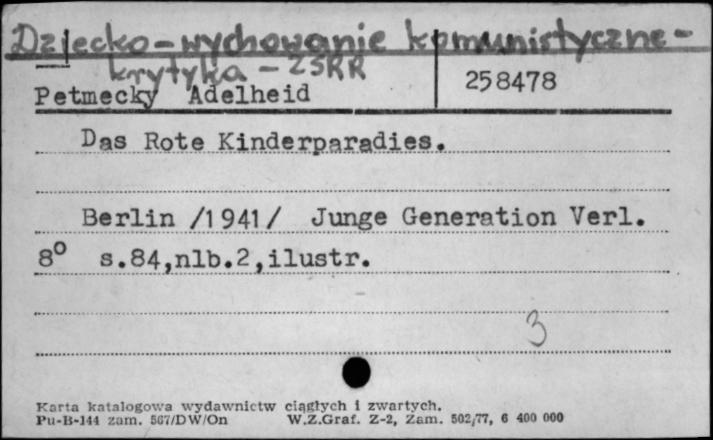 Dziecko-wychowanie komunistyczne-
krytyka - ZSRR
Petmecky Adelheid 258478
Das Rote Kinderparadies.
Berlin /1941/ Junge Generation Verl.
8° s.84,nlb.2,ilustr.
3
Karta katalogowa wydawnictw ciągłych i zwartych.
Pu-B-144 zam. 567/DW/On W.Z.Graf. Z-2, Zam. 502/77, 6 400 000